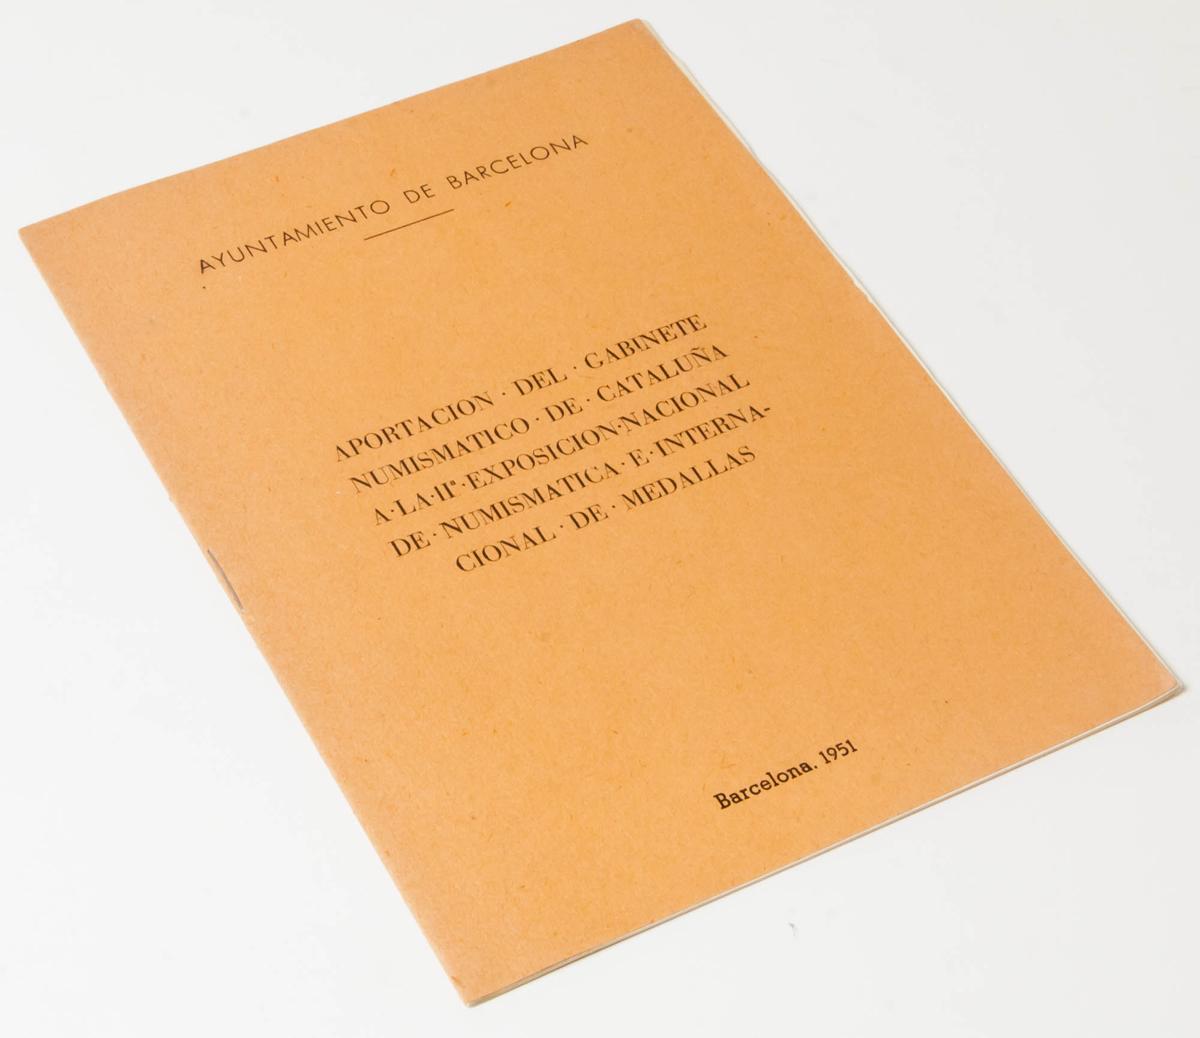 AYUNTAMIENTO DE BARCELONA
APORTACION · DEL · GABINETE
NUMISMATICO · DE · CATALUÑA
A·LA·IIª·EXPOSICION·NACIONAL
DE·NUMISMATICA·E·INTERNA-
CIONAL · DE · MEDALLAS
Barcelona, 1951